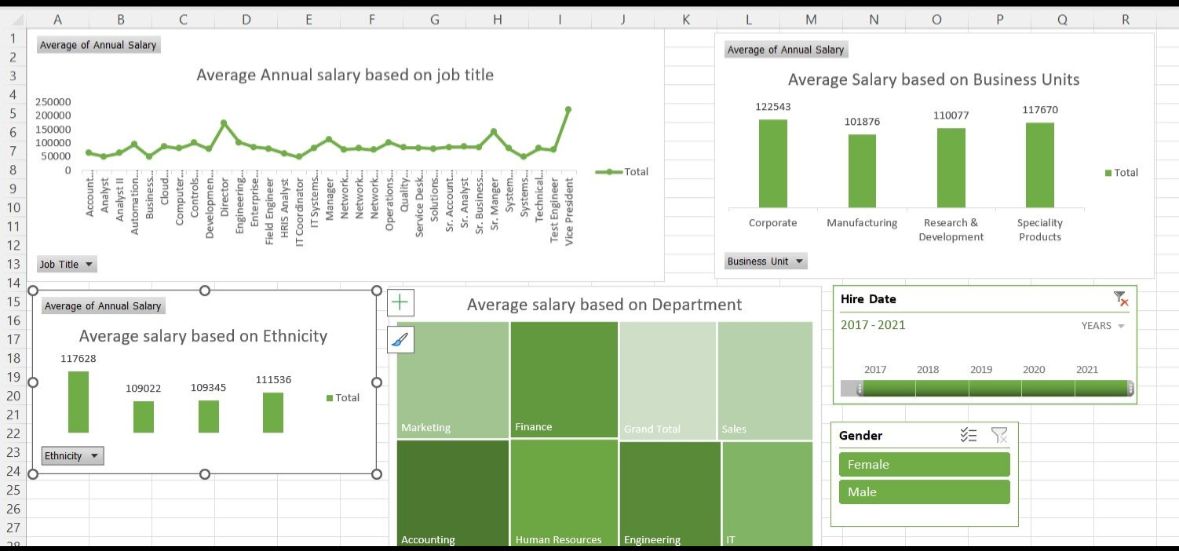 A B C D E F G H I J K L M N O P Q R
1
2
3
4
5
6
7
8
9
10
11
12
13
14
15
16
17
18
19
20
21
22
23
24
25
26
27
28
Average of Annual Salary
Average Annual salary based on job title
250000
200000
150000
100000
50000
0
Account...
Analyst
Analyst II
Automation...
Business...
Cloud...
Computer...
Controls...
Developmen...
Director
Engineering...
Enterprise...
Field Engineer
HRIS Analyst
IT Coordinator
IT Systems...
Manager
Network...
Network...
Network...
Operations...
Quality...
Service Desk...
Solutions...
Sr. Account...
Sr. Analyst
Sr. Business...
Sr. Manger
System...
Systems...
Technical...
Test Engineer
Vice President
Total
Job Title
Average of Annual Salary
Average Salary based on Business Units
122543
101876
110077
117670
Corporate
Manufacturing
Research &
Development
Speciality
Products
Total
Business Unit
Average of Annual Salary
Average salary based on Ethnicity
117628
109022
109345
111536
Total
Ethnicity
Average salary based on Department
Marketing
Finance
Grand Total
Sales
Accounting
Human Resources
Engineering
IT
Hire Date
2017 - 2021
YEARS
2017 2018 2019 2020 2021
Gender
Female
Male